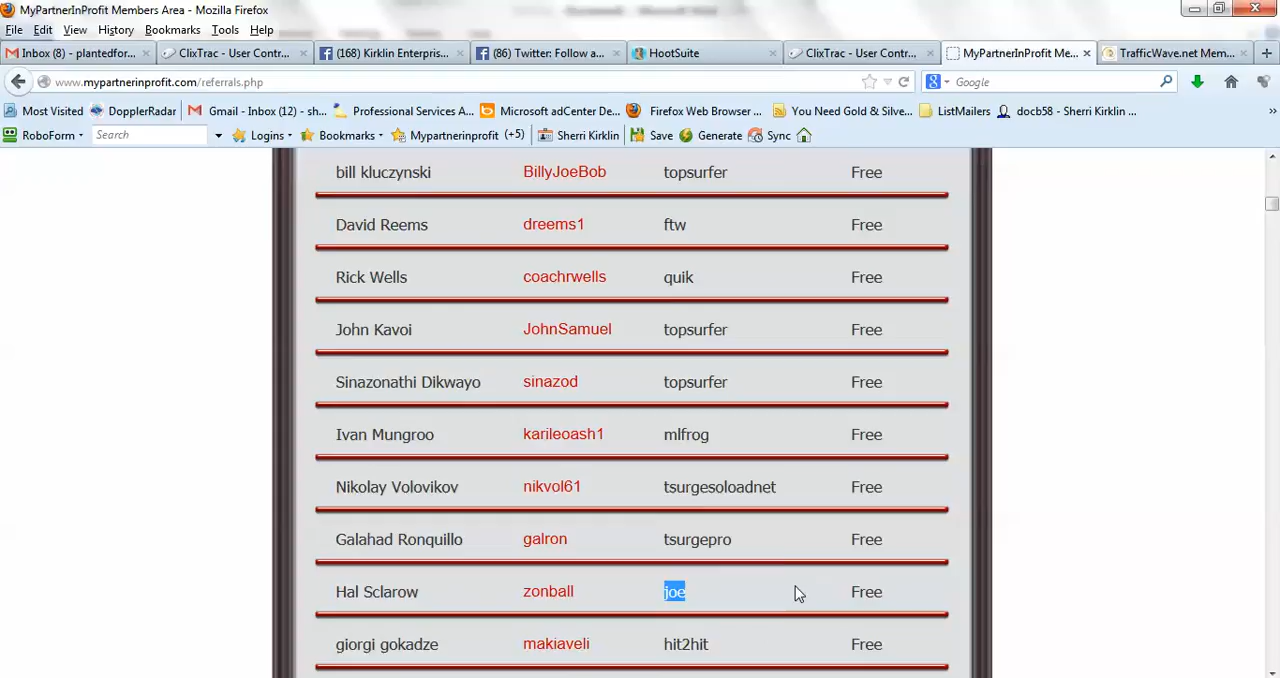 MyPartnerInProfit Members Area - Mozilla Firefox
File Edit View History Bookmarks Tools Help
Inbox (8) - plantedfor... × ClixTrac - User Contr... × (168) Kirklin Enterpris... × (86) Twitter: Follow a... × HootSuite × ClixTrac - User Contr... × MyPartnerInProfit Me... × TrafficWave.net Mem... × +
www.mypartnerinprofit.com/referrals.php Google
Most Visited DopplerRadar Gmail - Inbox (12) - sh... Professional Services A... Microsoft adCenter De... Firefox Web Browser ... You Need Gold & Silve... ListMailers docb58 - Sherri Kirklin ... »
RoboForm Search Logins Bookmarks Mypartnerinprofit (+5) Sherri Kirklin Save Generate Sync
bill kluczynski BillyJoeBob topsurfer Free
David Reems dreems1 ftw Free
Rick Wells coachrwells quik Free
John Kavoi JohnSamuel topsurfer Free
Sinazonathi Dikwayo sinazod topsurfer Free
Ivan Mungroo karileoash1 mlfrog Free
Nikolay Volovikov nikvol61 tsurgesoloadnet Free
Galahad Ronquillo galron tsurgepro Free
Hal Sclarow zonball joe Free
giorgi gokadze makiaveli hit2hit Free